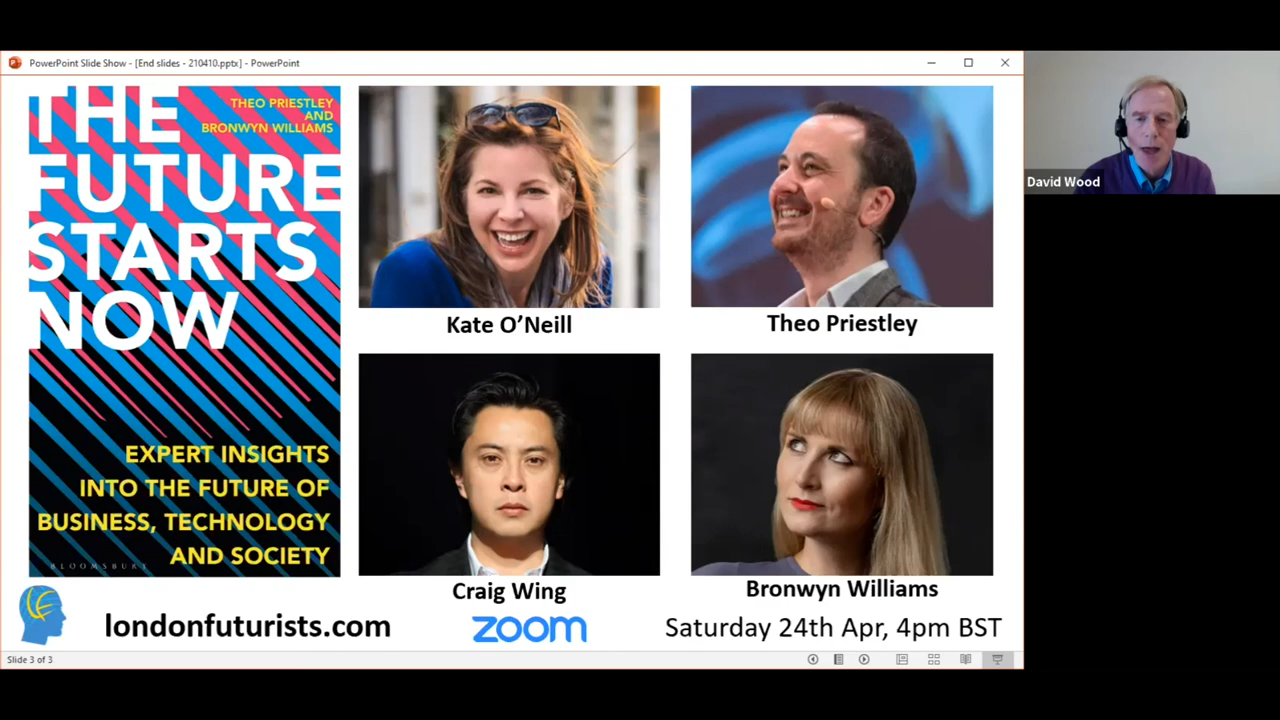 PowerPoint Slide Show - [End slides - 210410.pptx] - PowerPoint
THEO PRIESTLEY
AND
BRONWYN WILLIAMS
THE
FUTURE
STARTS
NOW
EXPERT INSIGHTS
INTO THE FUTURE OF
BUSINESS, TECHNOLOGY
AND SOCIETY
BLOOMSBURY
Kate O’Neill
Theo Priestley
Craig Wing
Bronwyn Williams
londonfuturists.com
zoom
Saturday 24th Apr, 4pm BST
Slide 3 of 3
David Wood